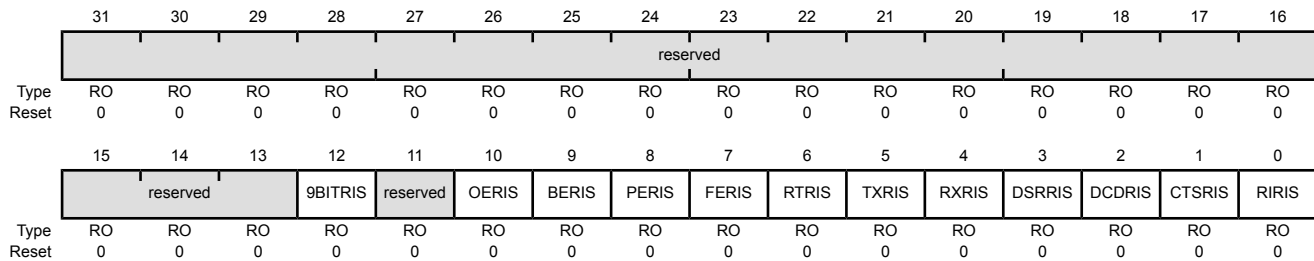 31 30 29 28 27 26 25 24 23 22 21 20 19 18 17 16
reserved
Type RO RO RO RO RO RO RO RO RO RO RO RO RO RO RO RO
Reset 0 0 0 0 0 0 0 0 0 0 0 0 0 0 0 0
15 14 13 12 11 10 9 8 7 6 5 4 3 2 1 0
reserved 9BITRIS reserved OERIS BERIS PERIS FERIS RTRIS TXRIS RXRIS DSRRIS DCDRIS CTSRIS RIRIS
Type RO RO RO RO RO RO RO RO RO RO RO RO RO RO RO RO
Reset 0 0 0 0 0 0 0 0 0 0 0 0 0 0 0 0